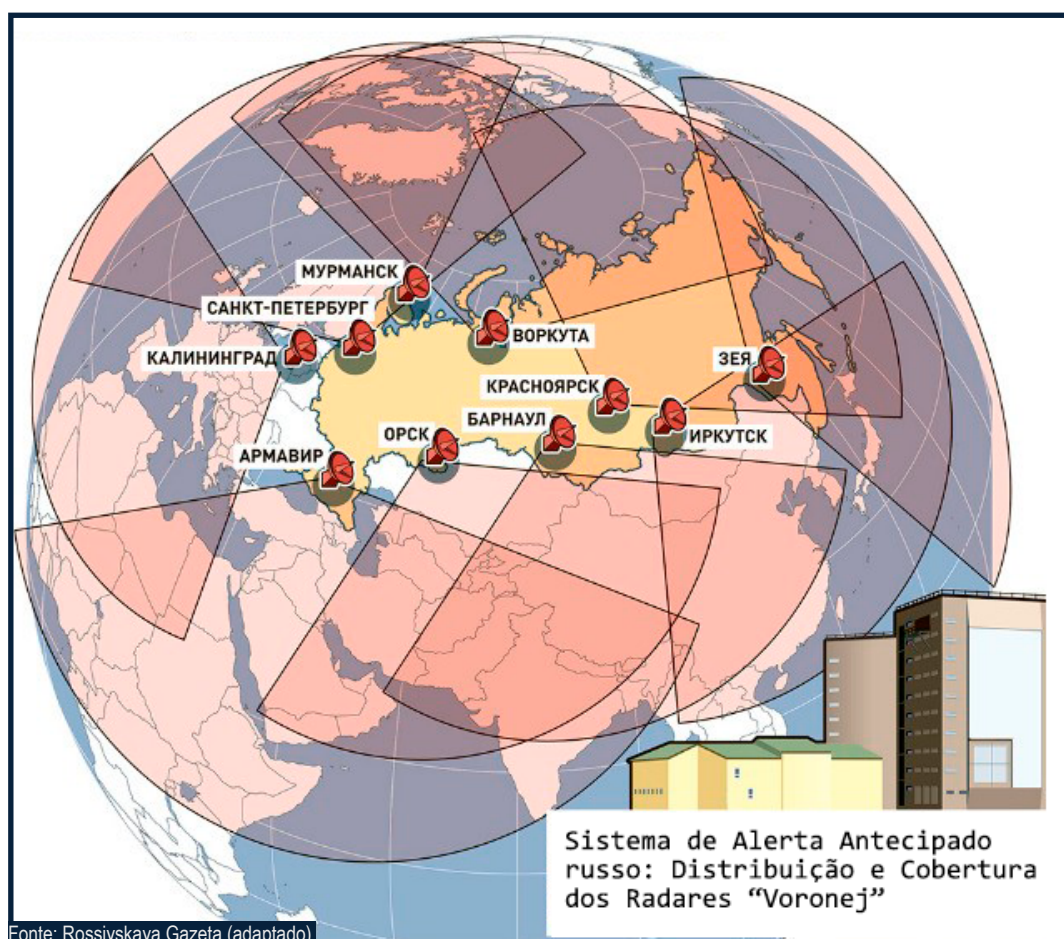 МУРМАНСК
САНКТ-ПЕТЕРБУРГ
КАЛИНИНГРАД
ВОРКУТА
ЗЕЯ
КРАСНОЯРСК
БАРНАУЛ
ИРКУТСК
ОРСК
АРМАВИР
Sistema de Alerta Antecipado
russo: Distribuição e Cobertura
dos Radares “Voronej”
Fonte: Rossiyskaya Gazeta (adaptado)